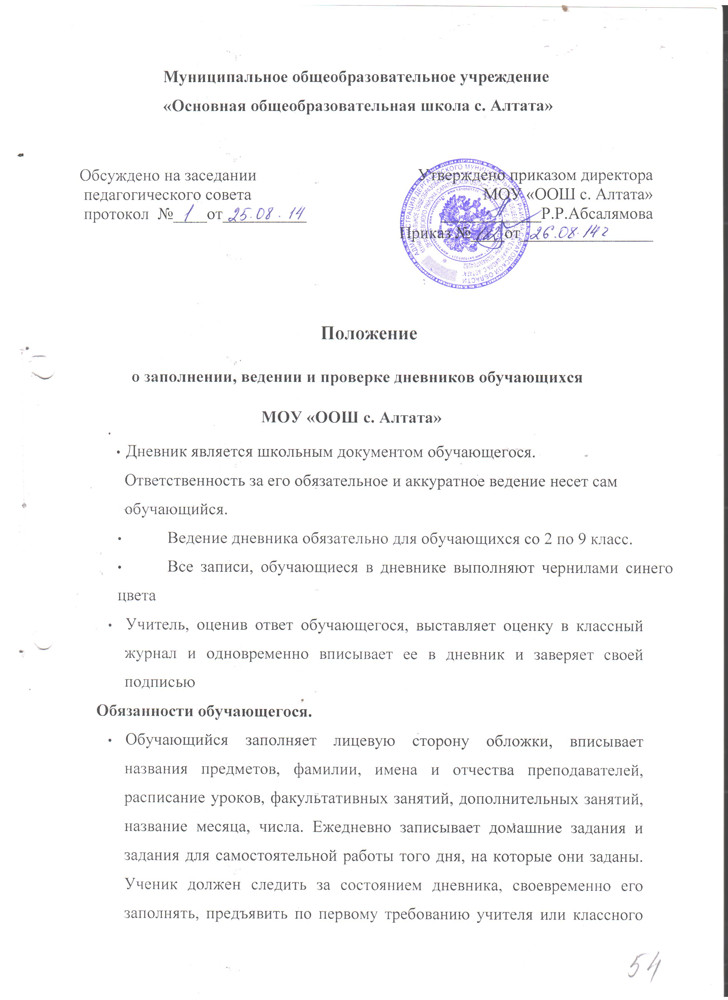 Муниципальное общеобразовательное учреждение
«Основная общеобразовательная школа с. Алтата»
Обсуждено на заседании
педагогического совета
протокол № 1 от 25.08.14
Утверждено приказом директора
МОУ «ООШ с. Алтата»
Р.Р.Абсалямова
Приказ № от 26.08.14 г
Положение
о заполнении, ведении и проверке дневников обучающихся
МОУ «ООШ с. Алтата»
• Дневник является школьным документом обучающегося.
Ответственность за его обязательное и аккуратное ведение несет сам
обучающийся.
• Ведение дневника обязательно для обучающихся со 2 по 9 класс.
• Все записи, обучающиеся в дневнике выполняют чернилами синего
цвета
• Учитель, оценив ответ обучающегося, выставляет оценку в классный
журнал и одновременно вписывает ее в дневник и заверяет своей
подписью
Обязанности обучающегося.
• Обучающийся заполняет лицевую сторону обложки, вписывает
названия предметов, фамилии, имена и отчества преподавателей,
расписание уроков, факультативных занятий, дополнительных занятий,
название месяца, числа. Ежедневно записывает домашние задания и
задания для самостоятельной работы того дня, на которые они заданы.
Ученик должен следить за состоянием дневника, своевременно его
заполнять, предъявить по первому требованию учителя или классного
54